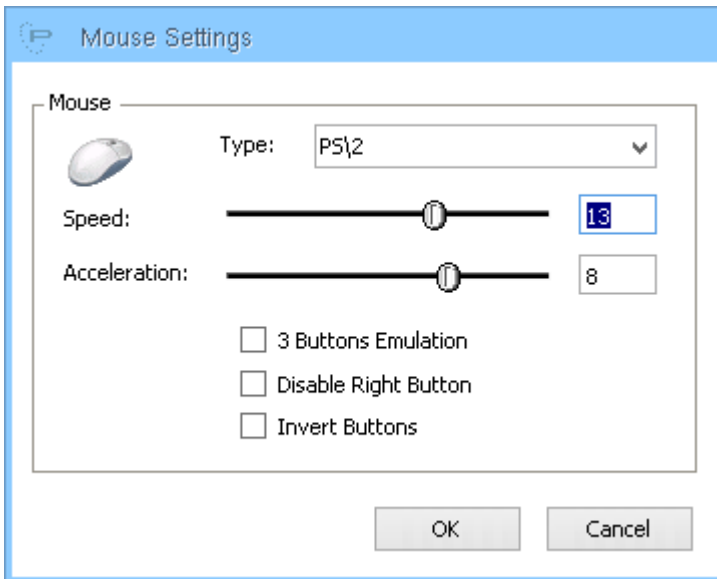 Mouse Settings
Mouse
Type: PS\2
Speed: 13
Acceleration: 8
3 Buttons Emulation
Disable Right Button
Invert Buttons
OK Cancel